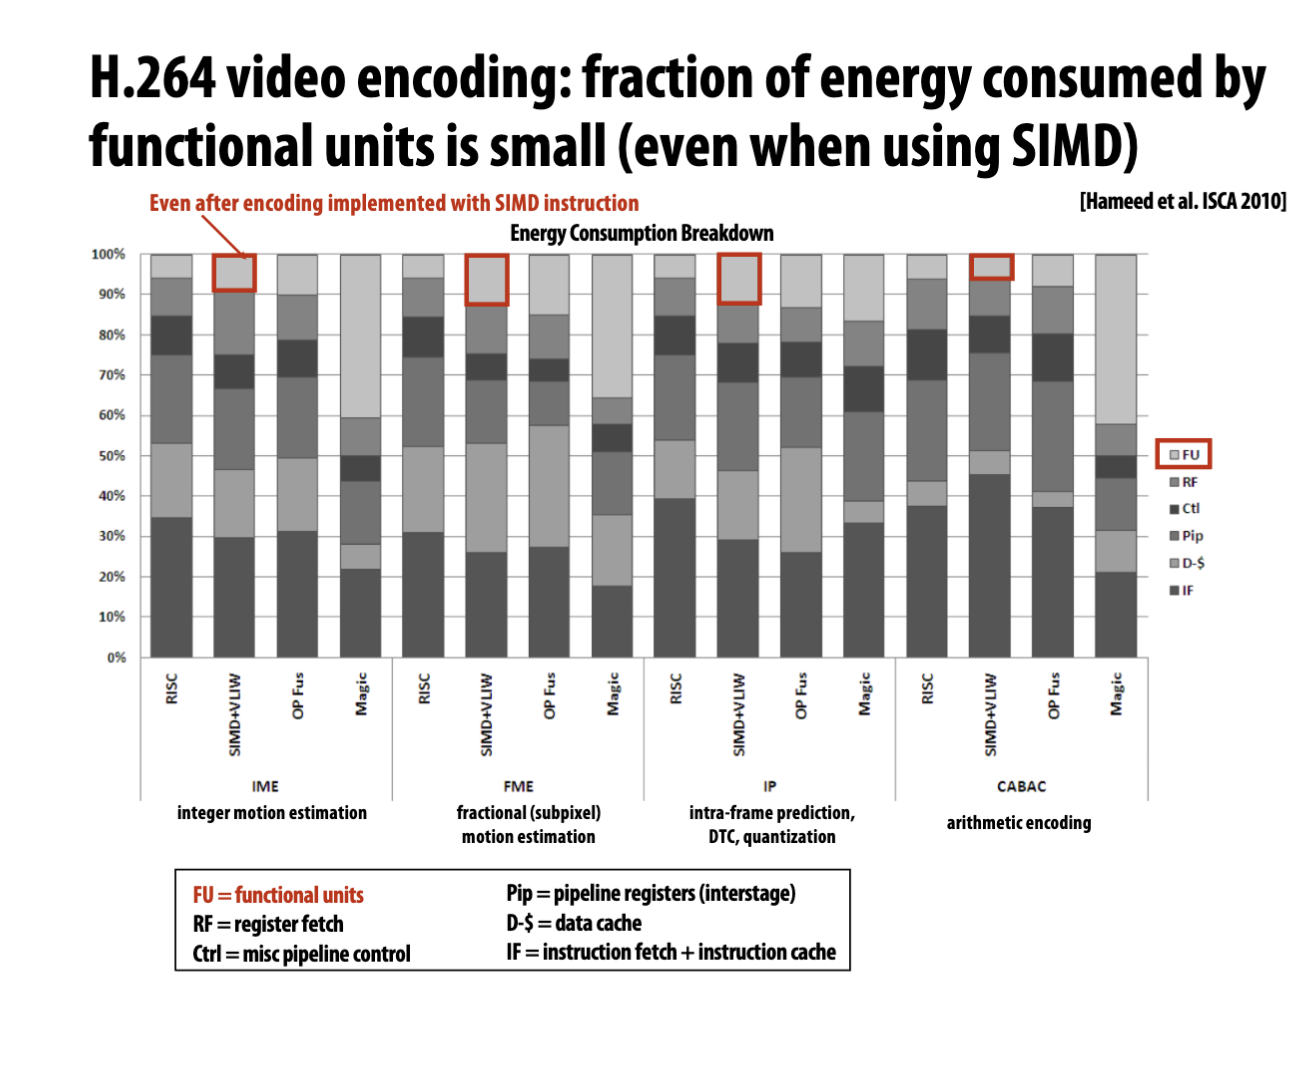 H.264 video encoding: fraction of energy consumed by
functional units is small (even when using SIMD)
Even after encoding implemented with SIMD instruction
[Hameed et al. ISCA 2010]
Energy Consumption Breakdown
100%
90%
80%
70%
60%
50%
40%
30%
20%
10%
0%
FU
RF
Ctl
Pip
D-$
IF
RISC
SIMD+VLIW
OP Fus
Magic
RISC
SIMD+VLIW
OP Fus
Magic
RISC
SIMD+VLIW
OP Fus
Magic
RISC
SIMD+VLIW
OP Fus
Magic
IME
FME
IP
CABAC
integer motion estimation
fractional (subpixel)
motion estimation
intra-frame prediction,
DTC, quantization
arithmetic encoding
FU = functional units
RF = register fetch
Ctrl = misc pipeline control
Pip = pipeline registers (interstage)
D-$ = data cache
IF = instruction fetch + instruction cache